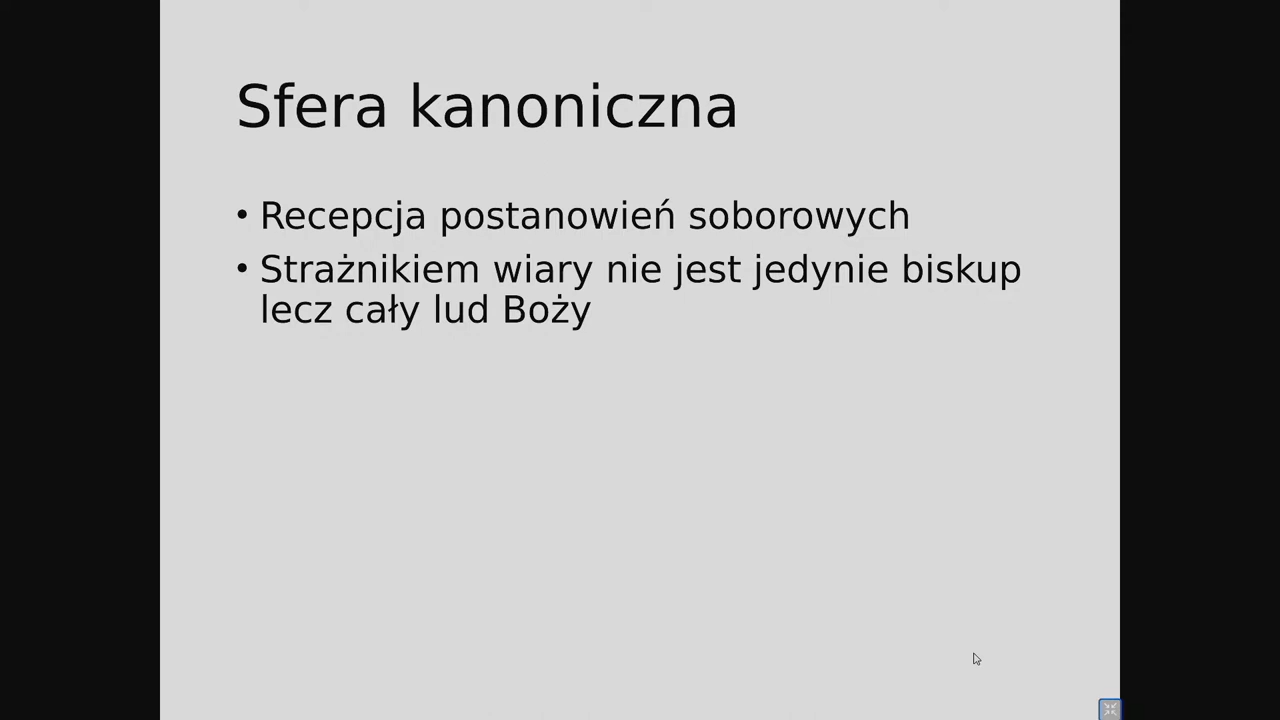 Sfera kanoniczna
• Recepcja postanowień soborowych
• Strażnikiem wiary nie jest jedynie biskup
lecz cały lud Boży